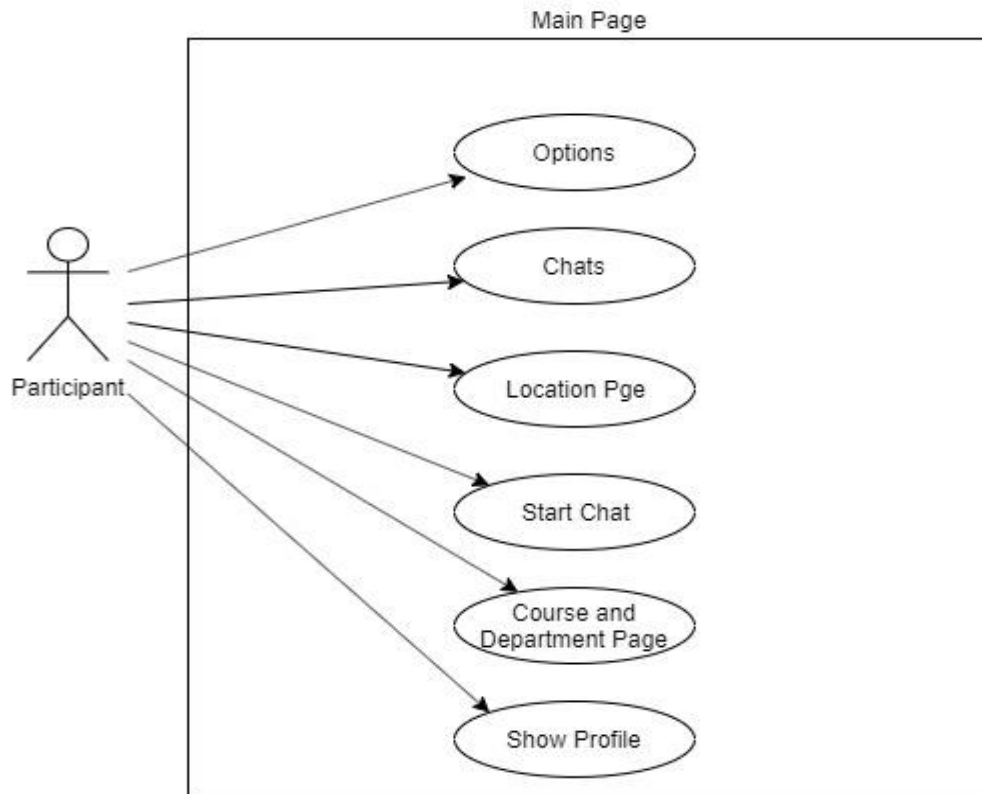 Main Page
Options
Chats
Participant
Location Pge
Start Chat
Course and
Department Page
Show Profile